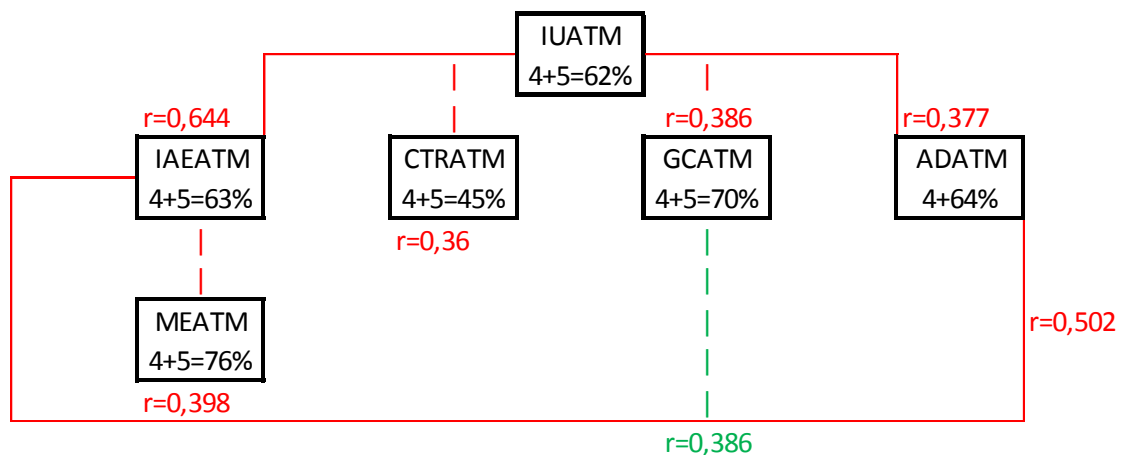 IUATM
4+5=62%
r=0,644
r=0,386
r=0,377
IAEATM
4+5=63%
CTRATM
4+5=45%
GCATM
4+5=70%
ADATM
4+64%
r=0,36
MEATM
4+5=76%
r=0,502
r=0,398
r=0,386